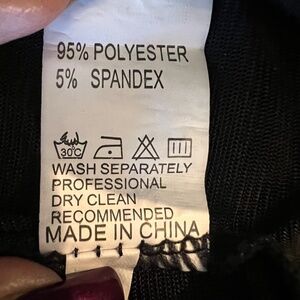 95% POLYESTER
5% SPANDEX
30°C
WASH SEPARATELY
PROFESSIONAL
DRY CLEAN
RECOMMENDED
MADE IN CHINA